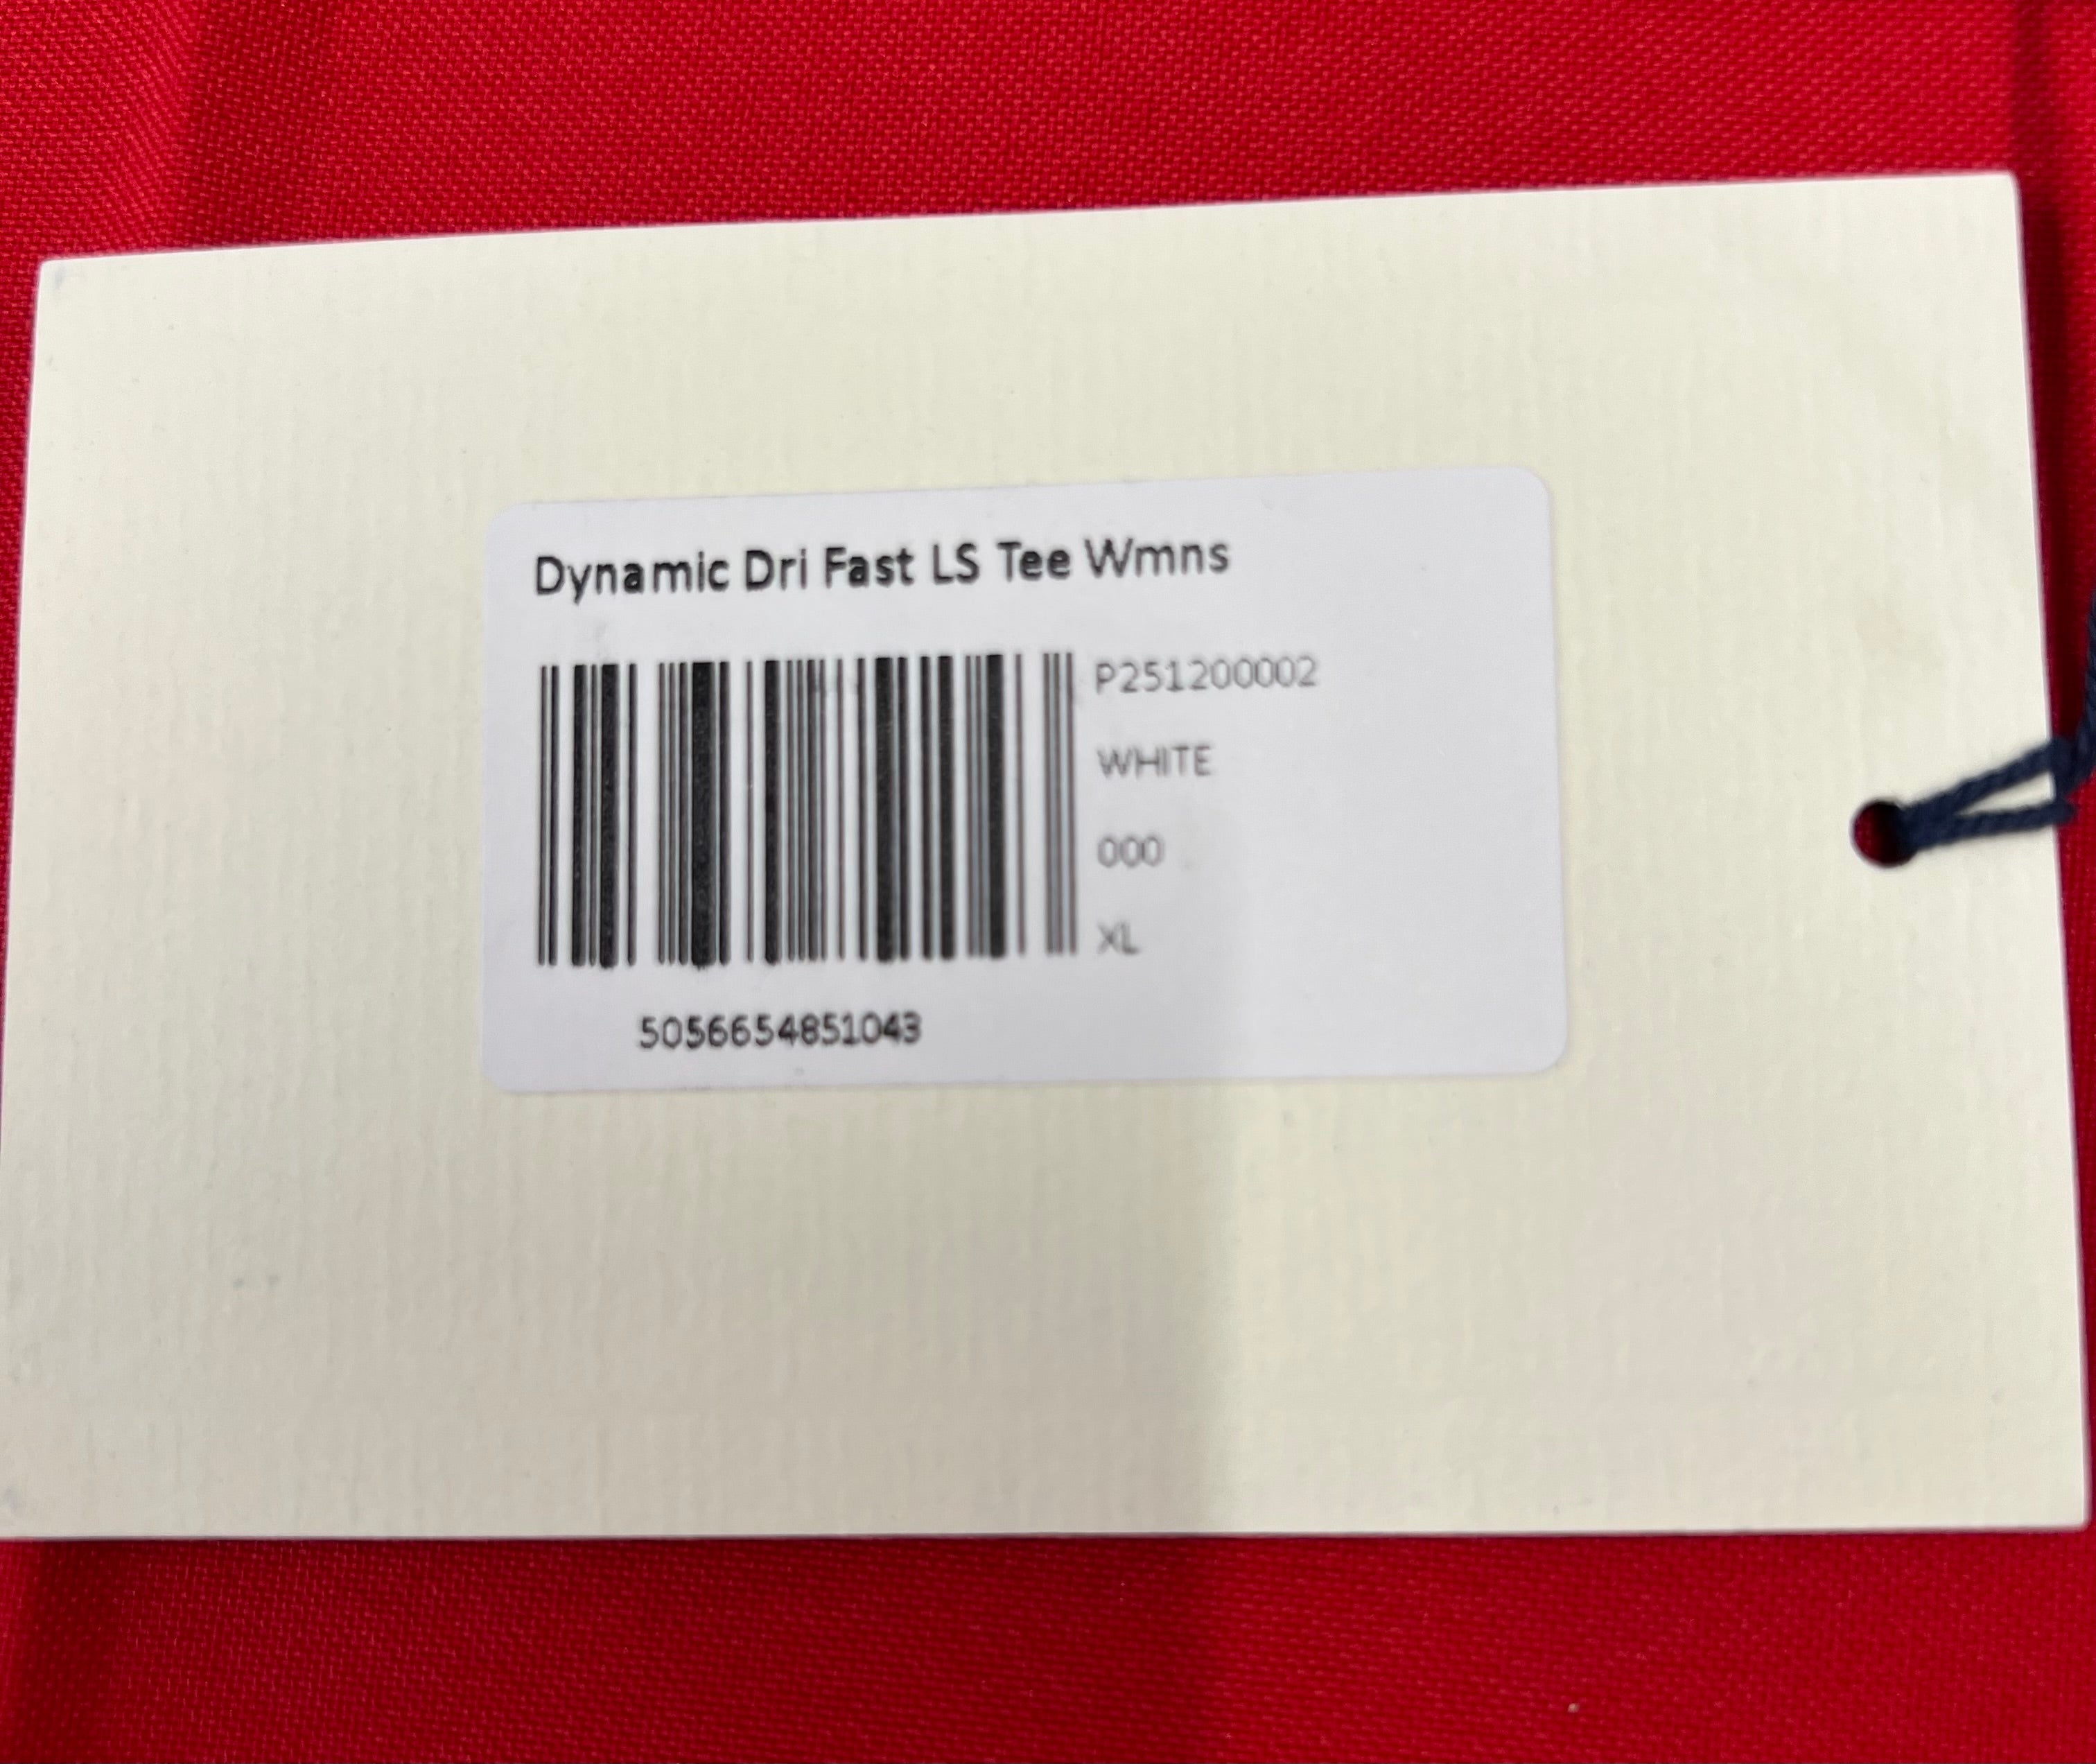 Dynamic Dri Fast LS Tee Wmns
P251200002
WHITE
000
XL
5056654851043